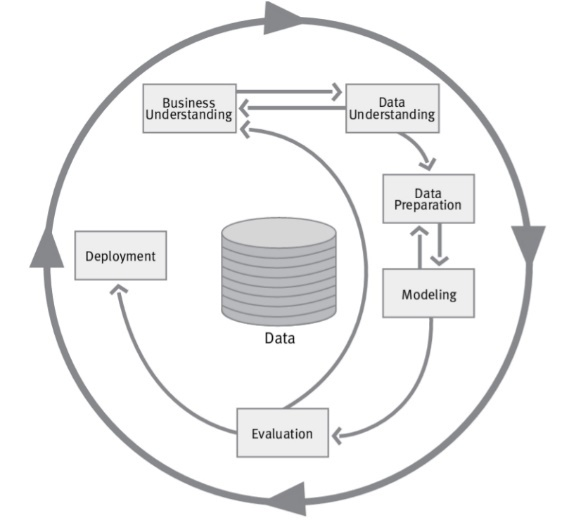 Business
Understanding
Data
Understanding
Data
Preparation
Deployment
Modeling
Data
Evaluation